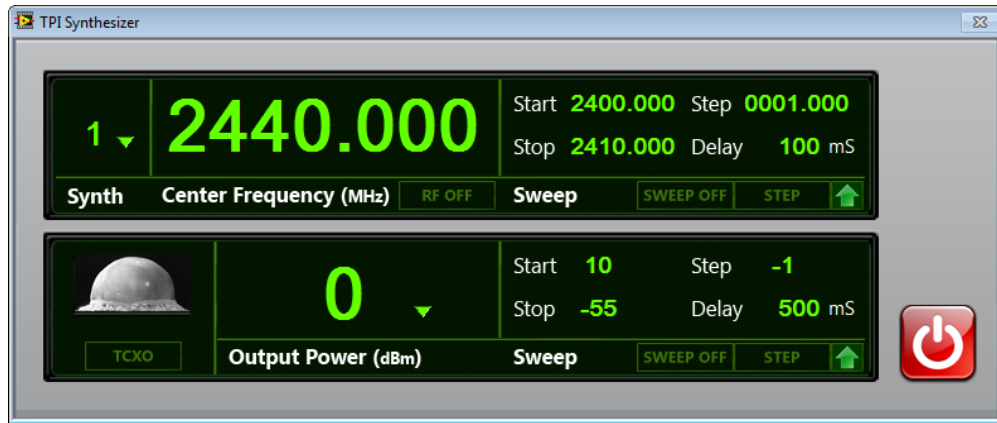 TPI Synthesizer
1 2440.000 Start 2400.000 Step 0001.000
Stop 2410.000 Delay 100 mS
Synth Center Frequency (MHz) RF OFF Sweep SWEEP OFF STEP
0 Start 10 Step -1
Stop -55 Delay 500 mS
TCXO Output Power (dBm) Sweep SWEEP OFF STEP